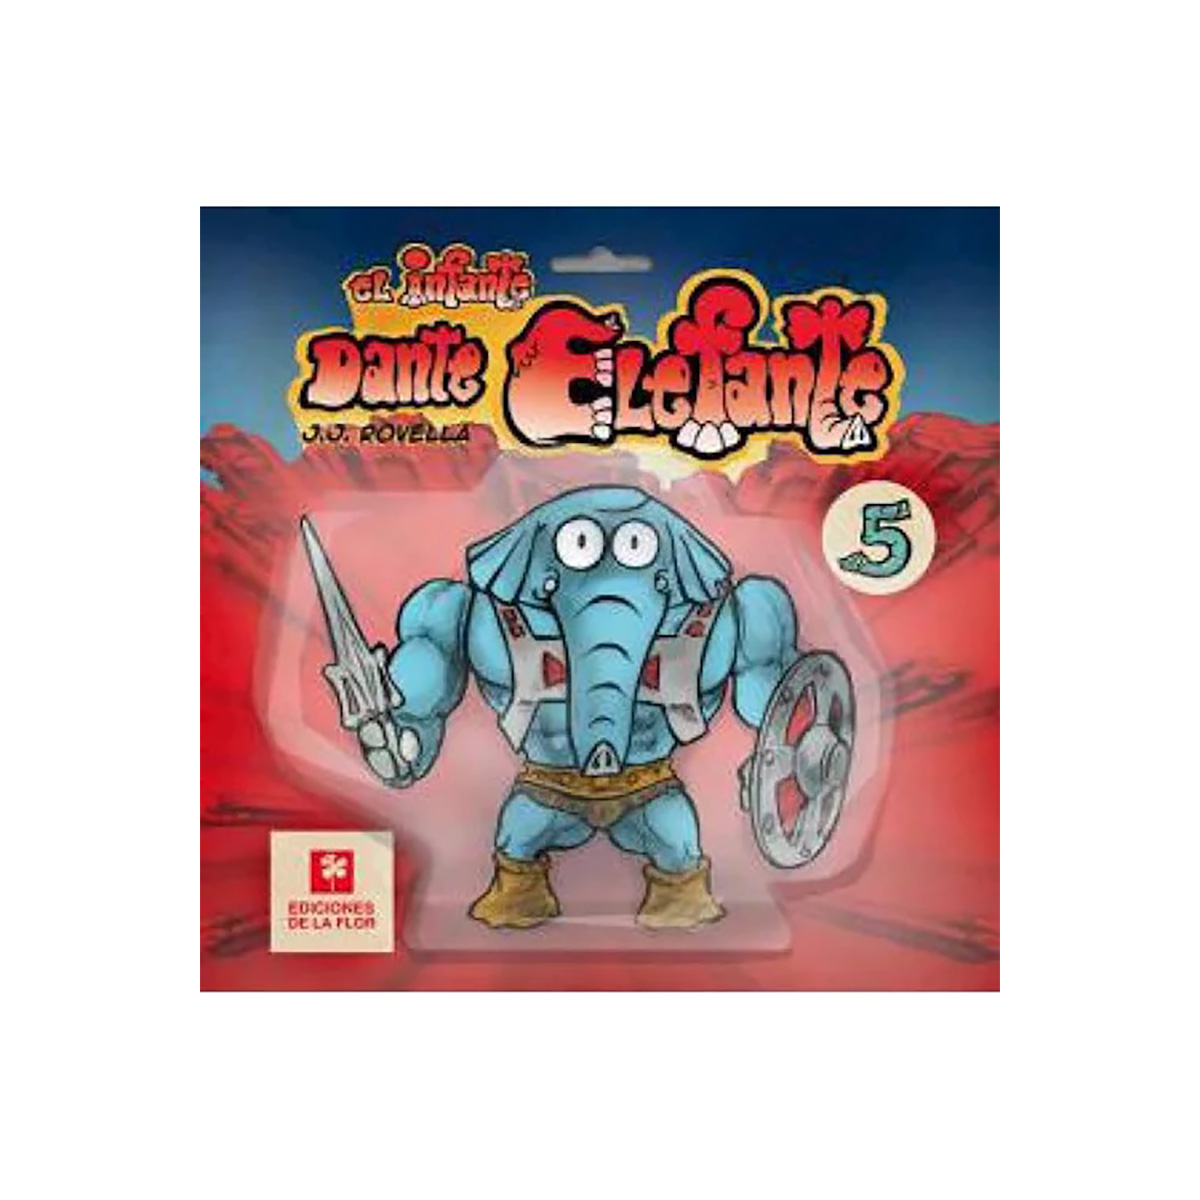 el infante
Dante Elefante
J.J. ROVELLA
5
EDICIONES
DE LA FLOR